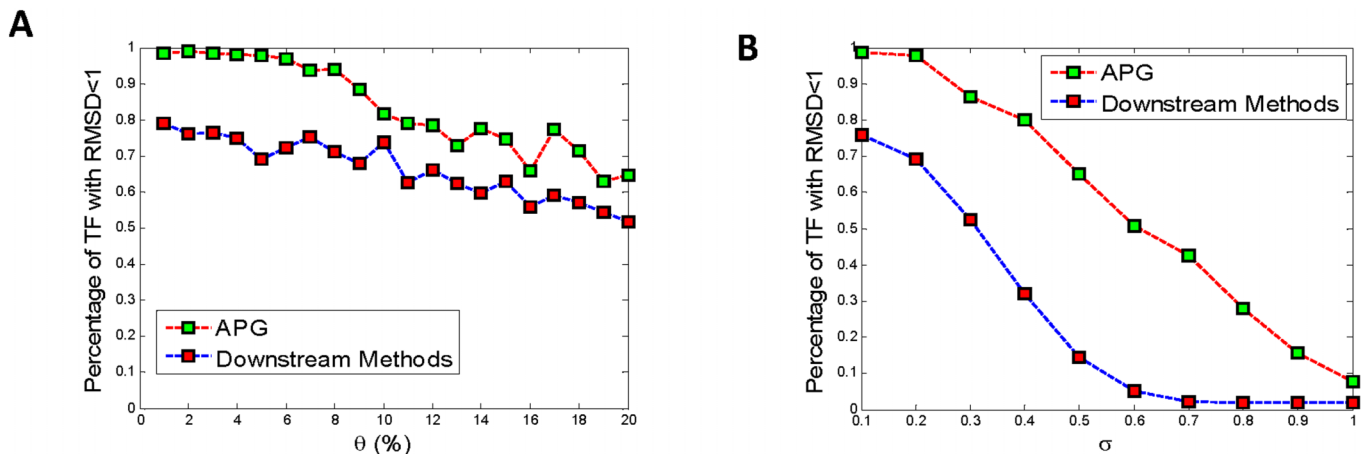 A
Percentage of TF with RMSD<1
1
0.9
0.8
0.7
0.6
0.5
0.4
0.3
0.2
0.1
0
APG
Downstream Methods
2 4 6 8 10 12 14 16 18 20
θ (%)
B
Percentage of TF with RMSD<1
1
0.9
0.8
0.7
0.6
0.5
0.4
0.3
0.2
0.1
0
APG
Downstream Methods
0.1 0.2 0.3 0.4 0.5 0.6 0.7 0.8 0.9 1
σ